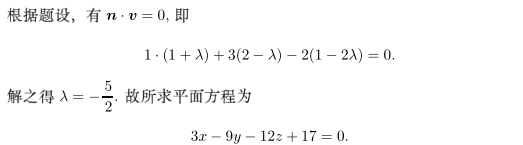 根据题设，有 n · v = 0, 即
1 · (1 + λ) + 3(2 − λ) − 2(1 − 2λ) = 0.
解之得 λ = −5/2. 故所求平面方程为
3x − 9y − 12z + 17 = 0.